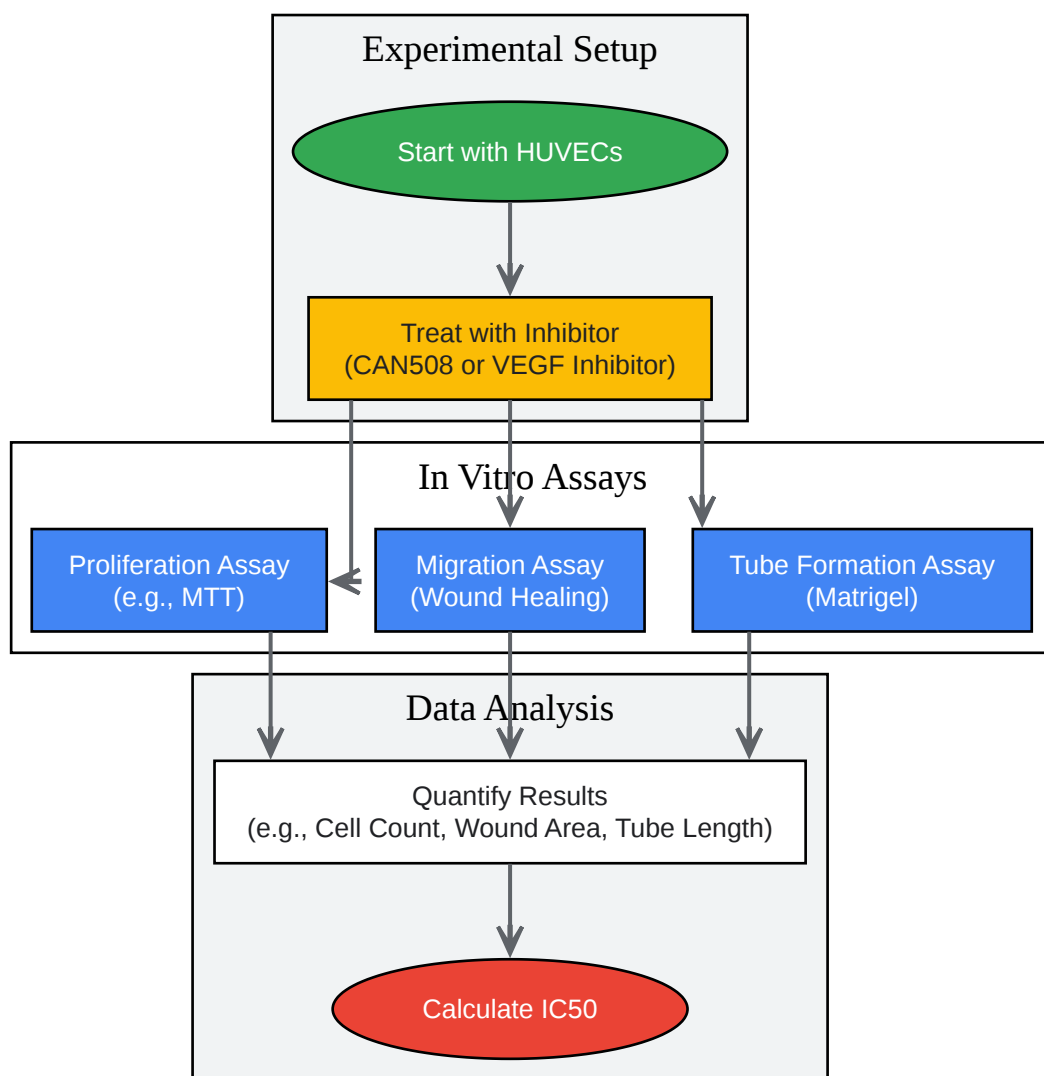 Experimental Setup
Start with HUVECs
Treat with Inhibitor
(CAN508 or VEGF Inhibitor)
In Vitro Assays
Proliferation Assay
(e.g., MTT)
Migration Assay
(Wound Healing)
Tube Formation Assay
(Matrigel)
Data Analysis
Quantify Results
(e.g., Cell Count, Wound Area, Tube Length)
Calculate IC50